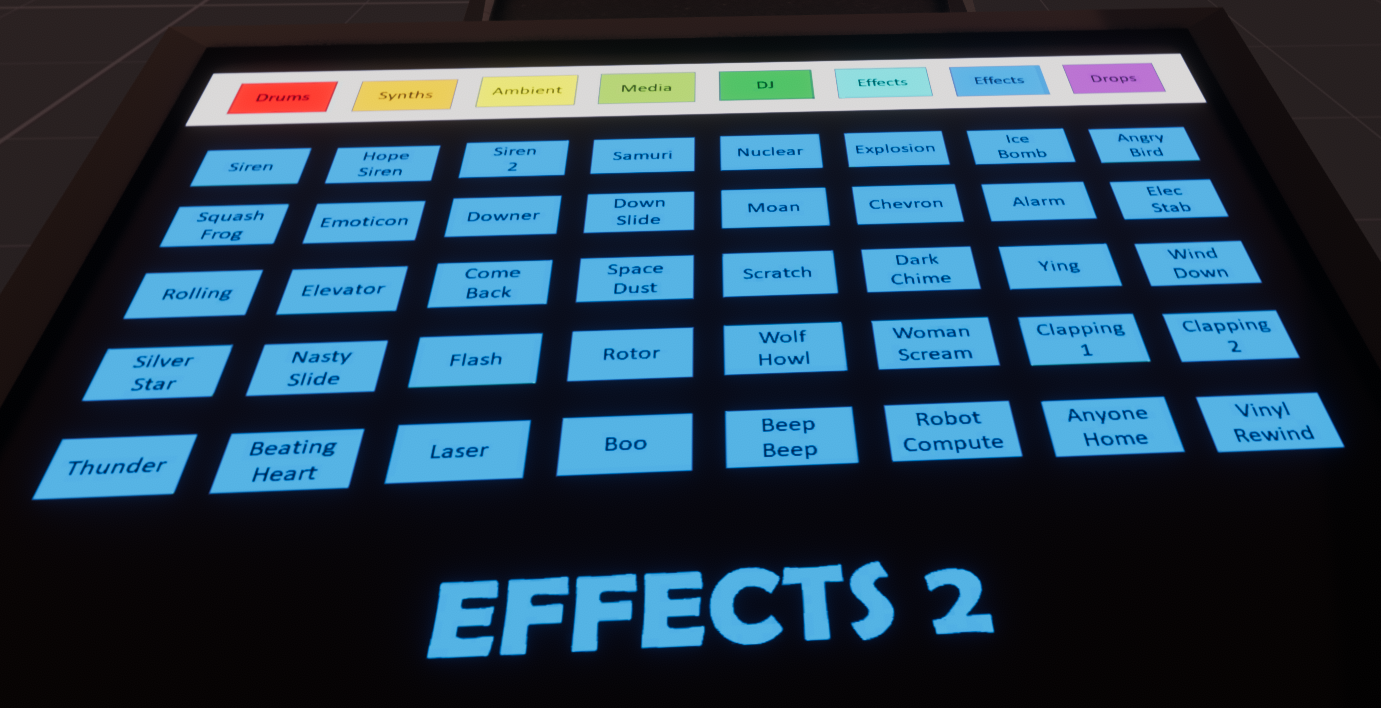 Drums Synths Ambient Media DJ Effects Effects Drops
Siren
Hope
Siren
Siren
2
Samuri
Nuclear
Explosion
Ice
Bomb
Angry
Bird
Squash
Frog
Emoticon
Downer
Down
Slide
Moan
Chevron
Alarm
Elec
Stab
Rolling
Elevator
Come
Back
Space
Dust
Scratch
Dark
Chime
Ying
Wind
Down
Silver
Star
Nasty
Slide
Flash
Rotor
Wolf
Howl
Woman
Scream
Clapping
1
Clapping
2
Thunder
Beating
Heart
Laser
Boo
Beep
Beep
Robot
Compute
Anyone
Home
Vinyl
Rewind
EFFECTS 2